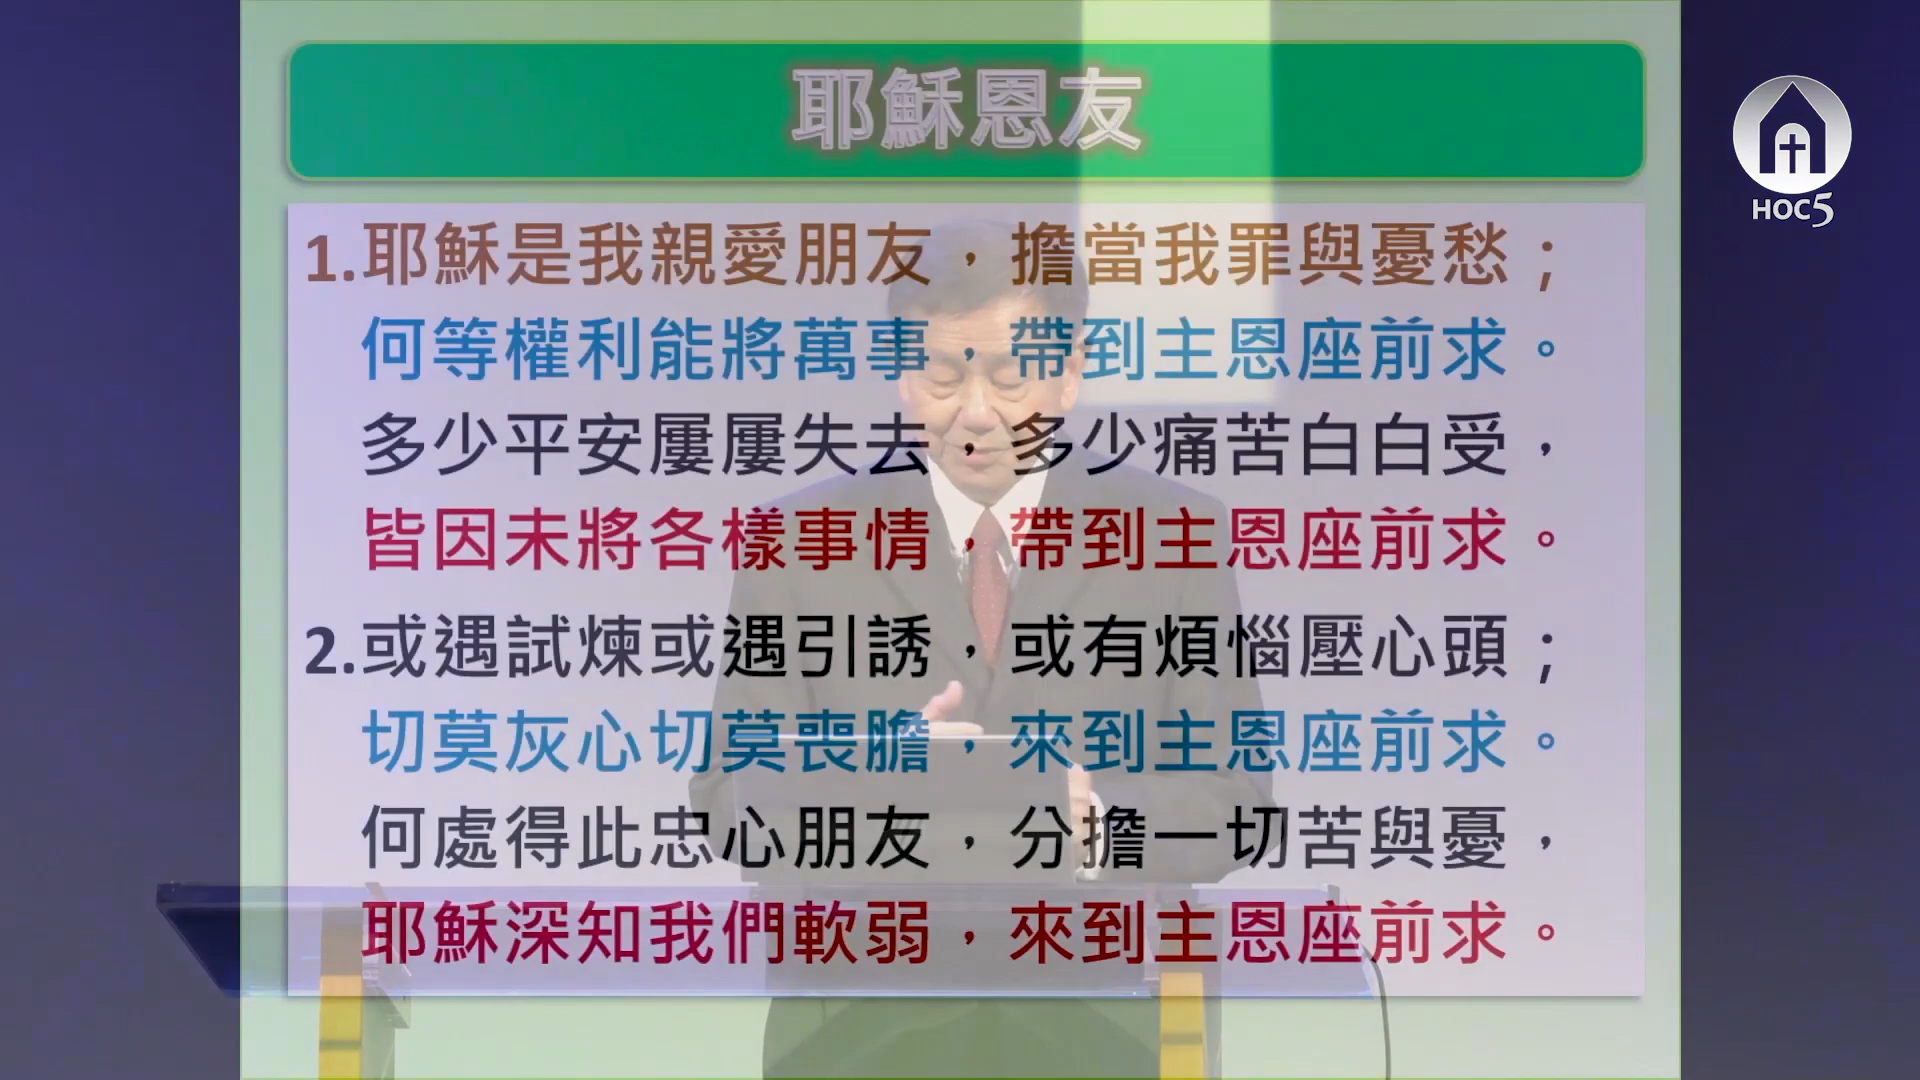 耶穌恩友
HOC5
1.耶穌是我親愛朋友，擔當我罪與憂愁；
何等權利能將萬事，帶到主恩座前求。
多少平安屢屢失去，多少痛苦白白受，
皆因未將各樣事情，帶到主恩座前求。
2.或遇試煉或遇引誘，或有煩惱壓心頭；
切莫灰心切莫喪膽，來到主恩座前求。
何處得此忠心朋友，分擔一切苦與憂，
耶穌深知我們軟弱，來到主恩座前求。